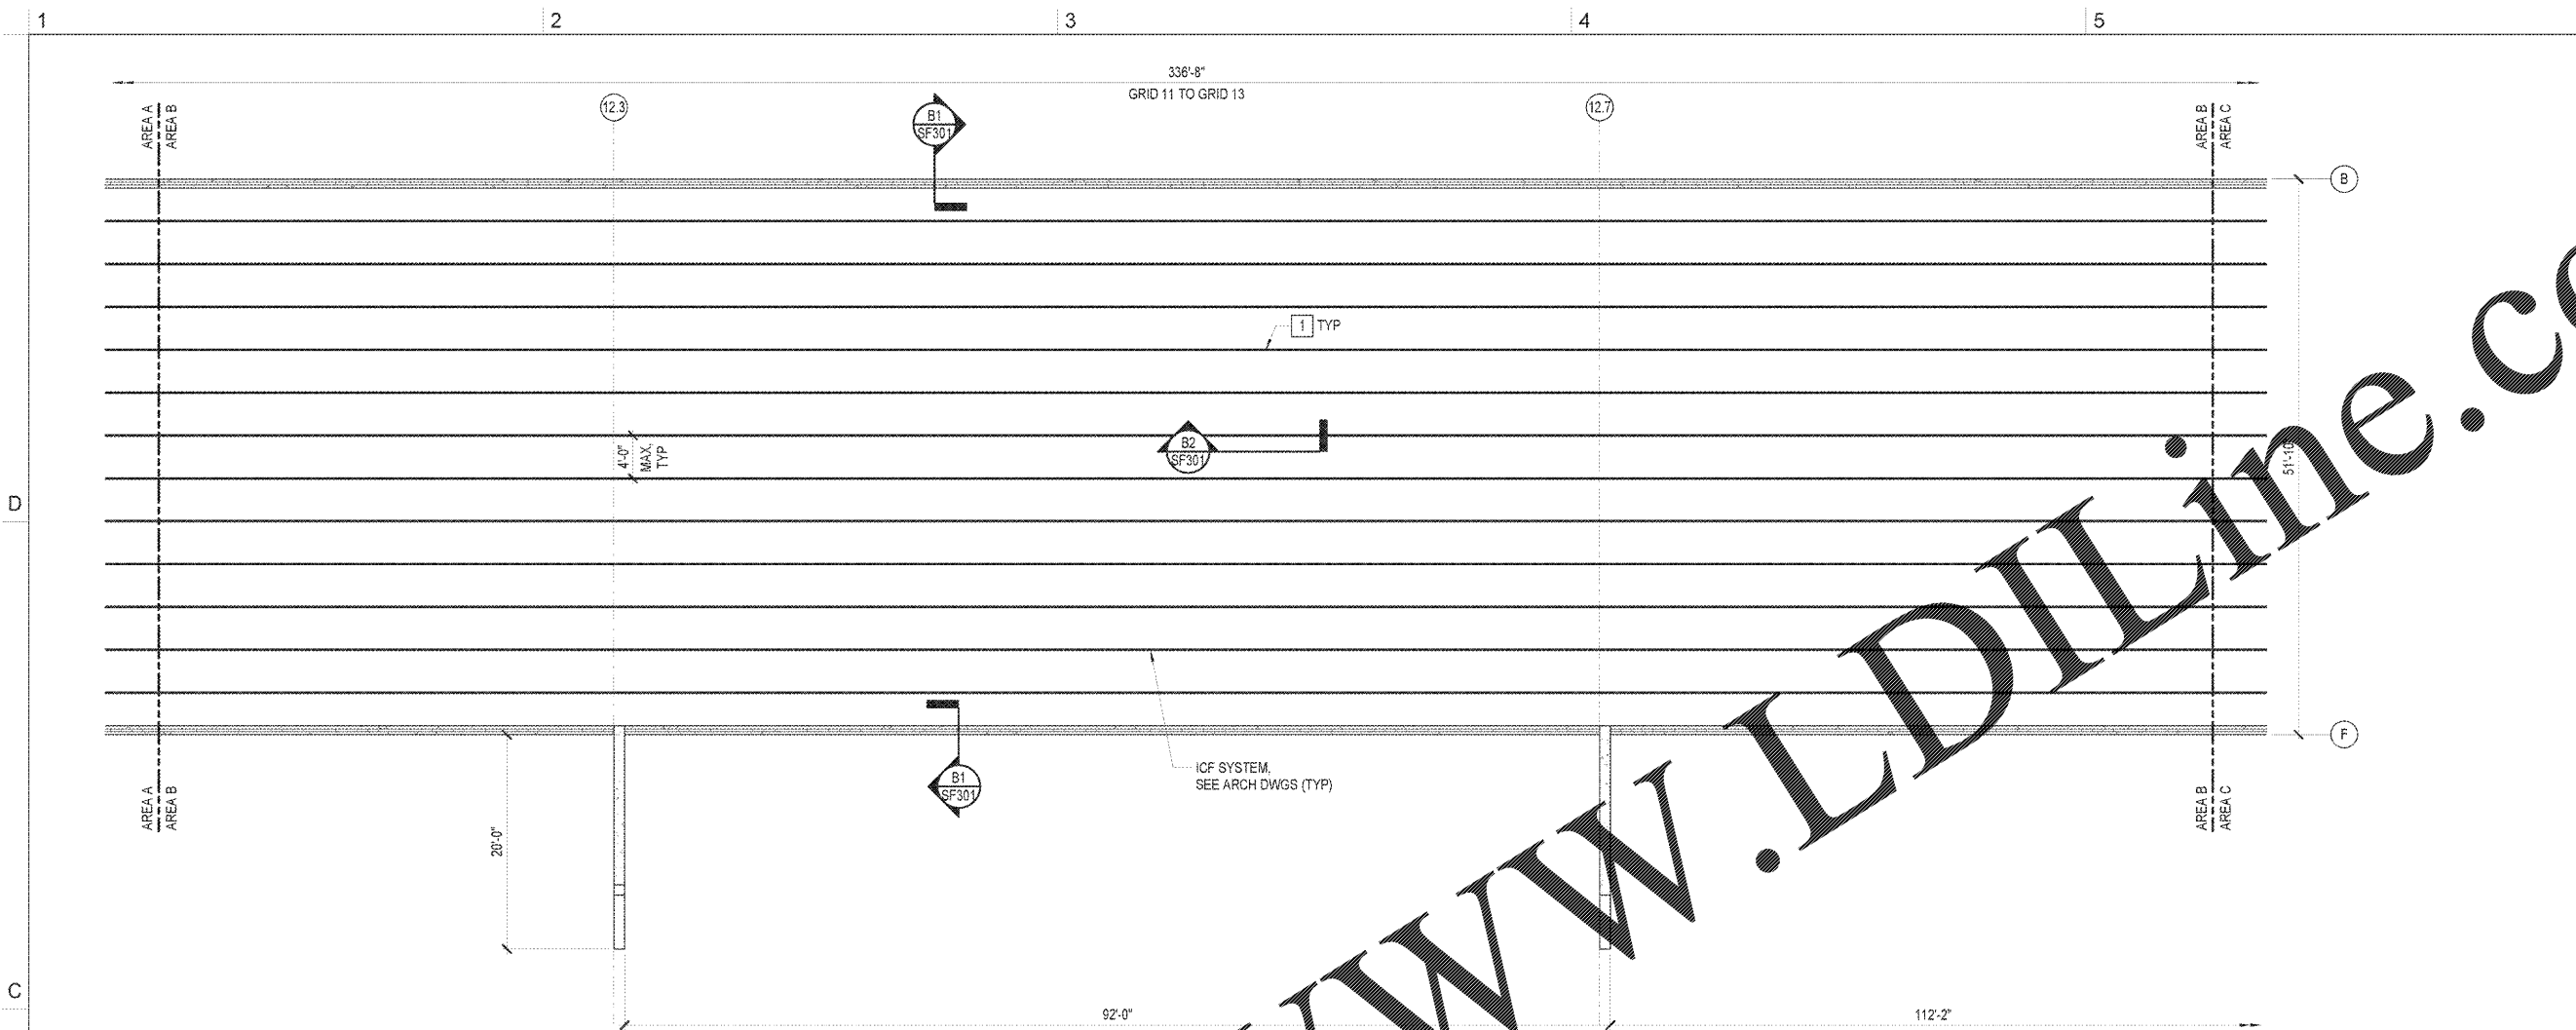 1 2 3 4 5
336'-8"
GRID 11 TO GRID 13
12.3
12.7
AREA A
AREA B
AREA B
AREA C
B1
SF301
B
1 TYP
4'-0"
MAX,
TYP
B2
SF301
51'-10
D
F
ICF SYSTEM,
SEE ARCH DWGS (TYP)
B1
SF301
AREA A
AREA B
AREA B
AREA C
20'-0"
C
92'-0"
112'-2"
WWW.LDILine.co